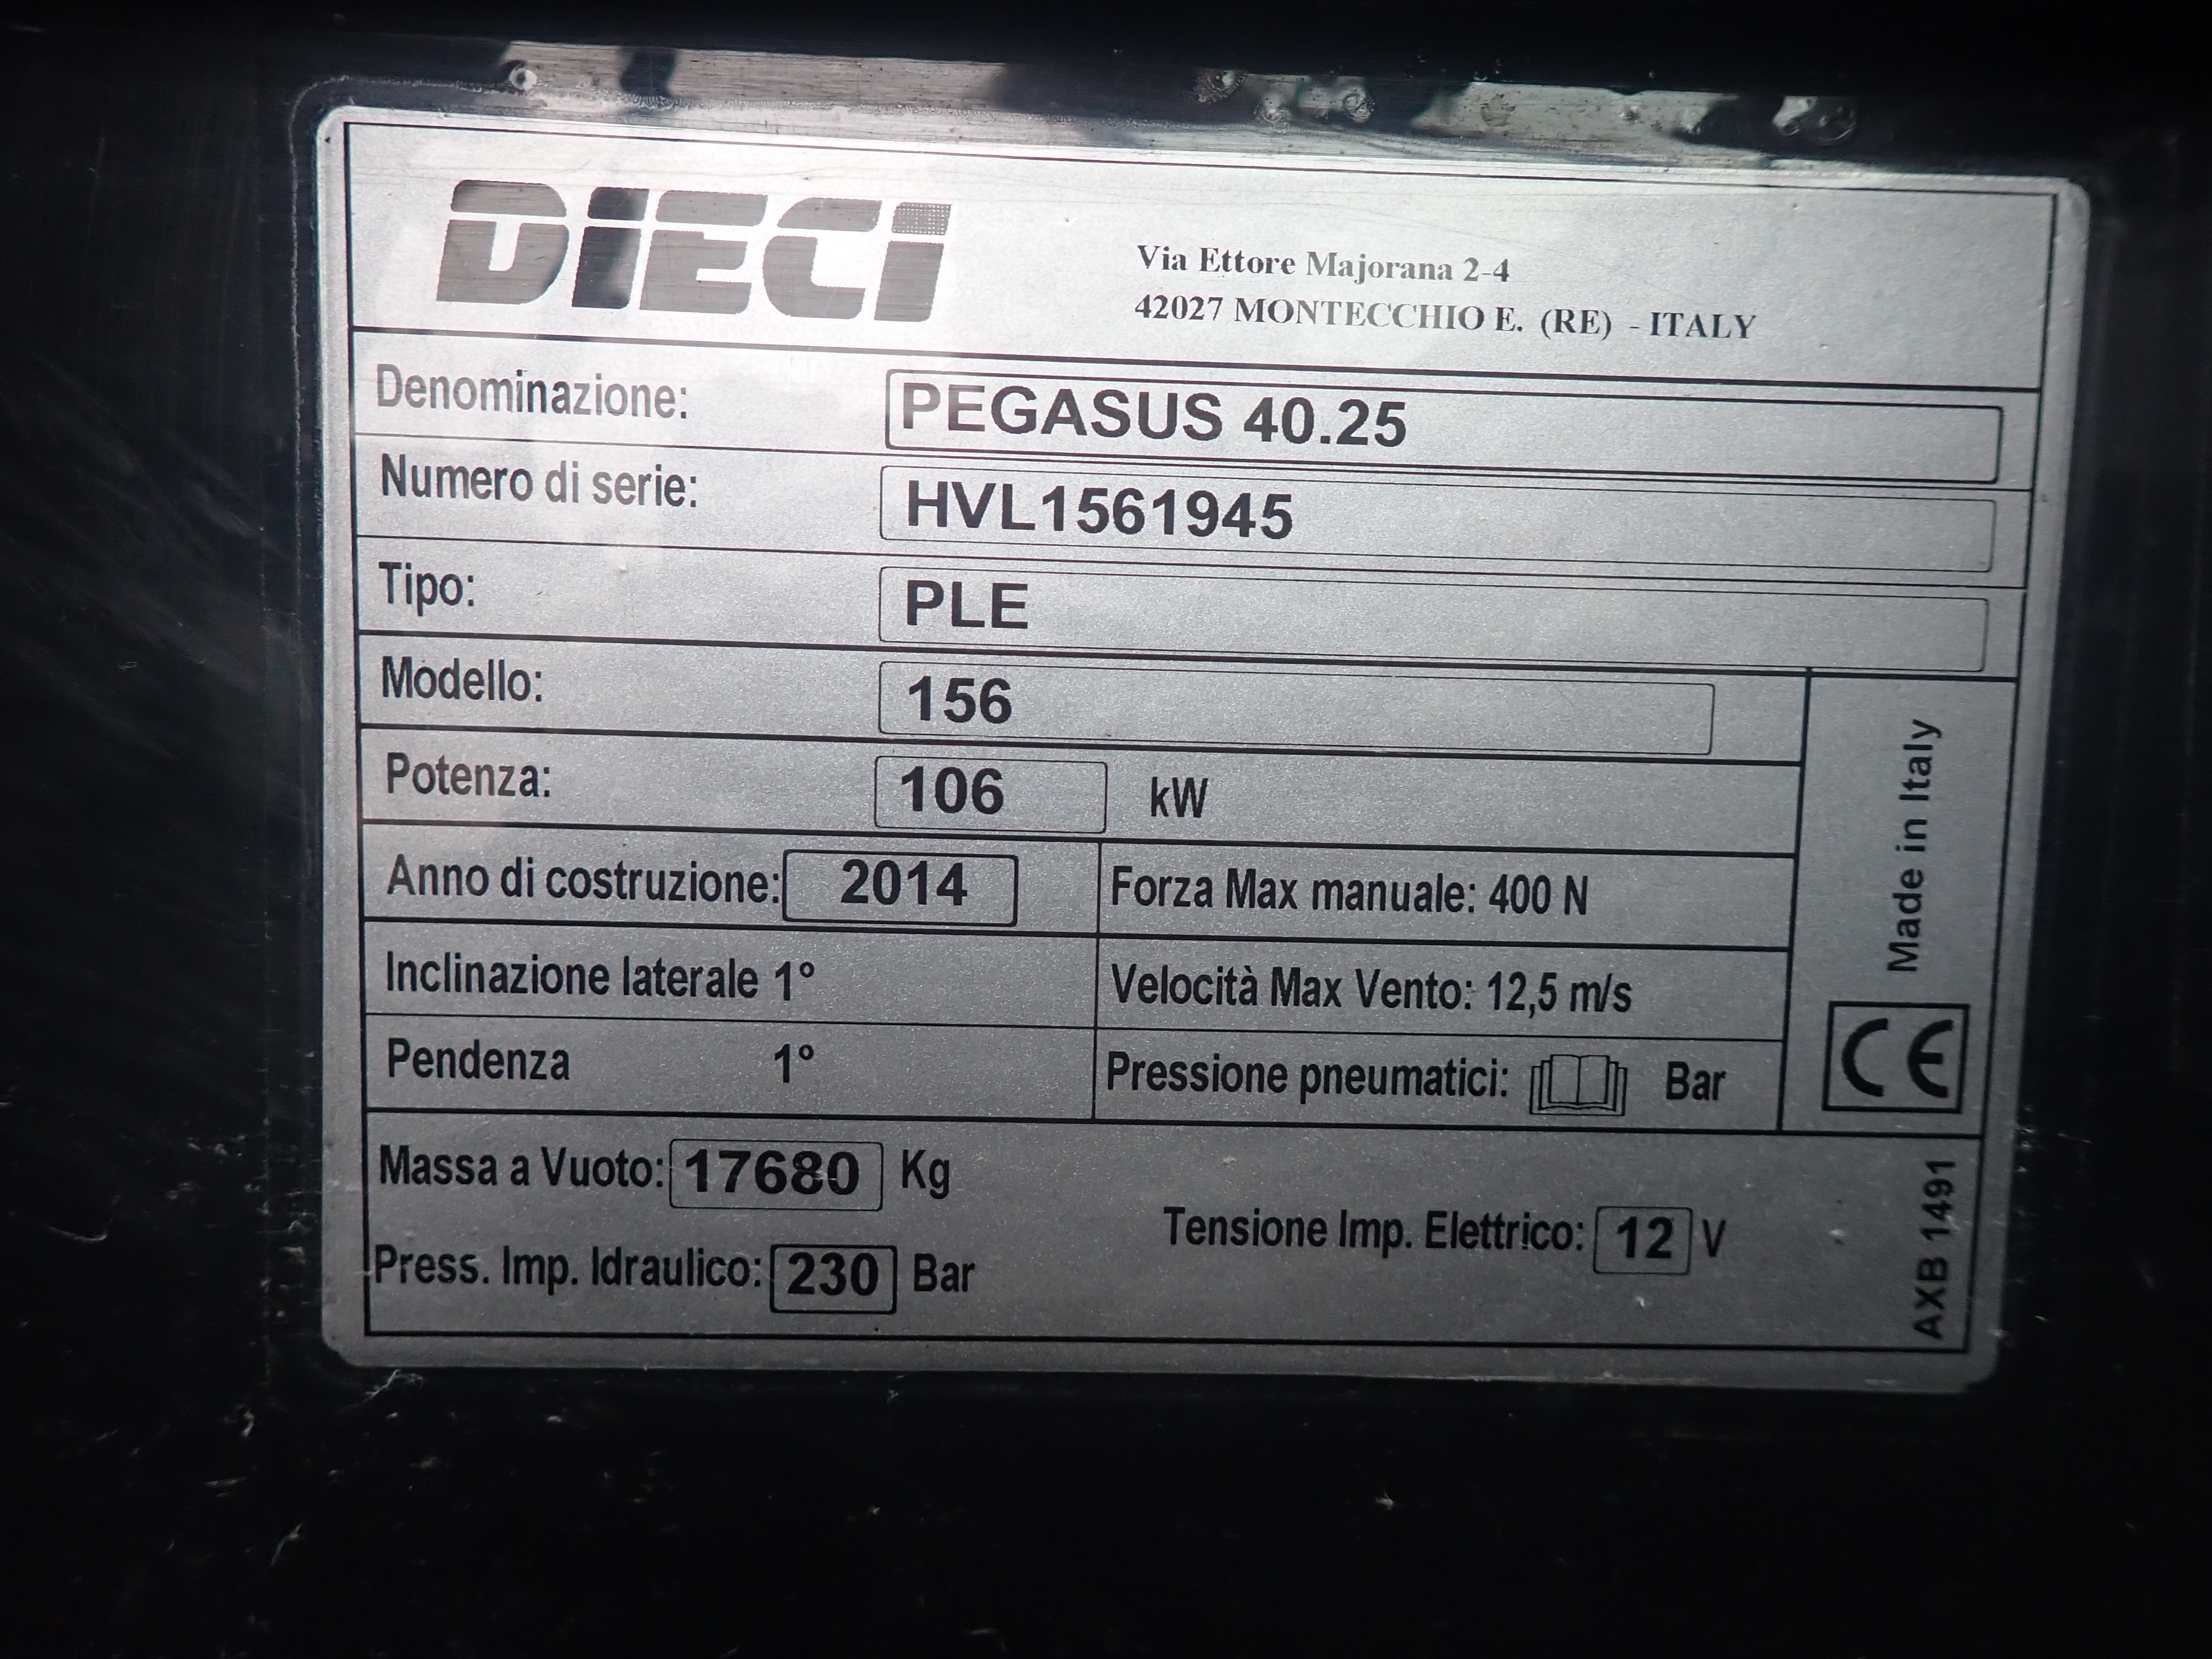 DIECI
Via Ettore Majorana 2-4
42027 MONTECCHIO E. (RE) - ITALY
Denominazione: PEGASUS 40.25
Numero di serie: HVL1561945
Tipo: PLE
Modello: 156
Potenza: 106 kW
Anno di costruzione: 2014 Forza Max manuale: 400 N
Inclinazione laterale 1° Velocità Max Vento: 12,5 m/s
Pendenza 1° Pressione pneumatici: Bar
Made in Italy
CE
Massa a Vuoto: 17680 Kg
Tensione Imp. Elettrico: 12 V
Press. Imp. Idraulico: 230 Bar
AXB 1491